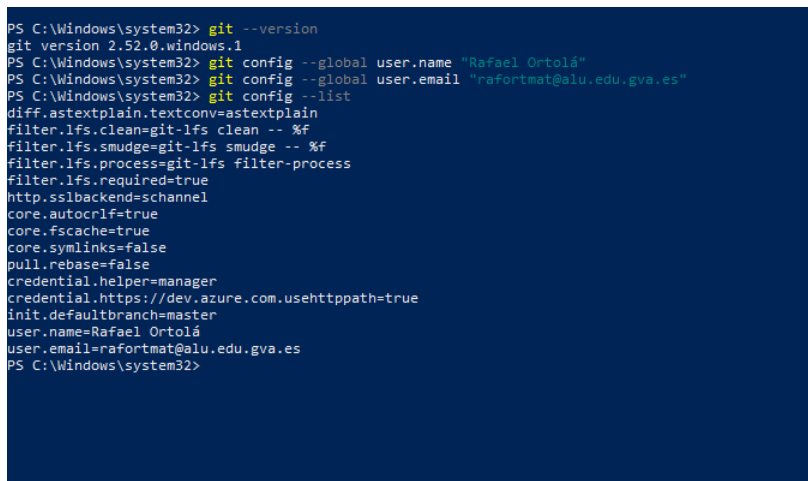 PS C:\Windows\system32> git --version
git version 2.52.0.windows.1
PS C:\Windows\system32> git config --global user.name "Rafael Ortolá"
PS C:\Windows\system32> git config --global user.email "rafortmat@alu.edu.gva.es"
PS C:\Windows\system32> git config --list
diff.astextplain.textconv=astextplain
filter.lfs.clean=git-lfs clean -- %f
filter.lfs.smudge=git-lfs smudge -- %f
filter.lfs.process=git-lfs filter-process
filter.lfs.required=true
http.sslbackend=schannel
core.autocrlf=true
core.fscache=true
core.symlinks=false
pull.rebase=false
credential.helper=manager
credential.https://dev.azure.com.usehttppath=true
init.defaultbranch=master
user.name=Rafael Ortolá
user.email=rafortmat@alu.edu.gva.es
PS C:\Windows\system32>